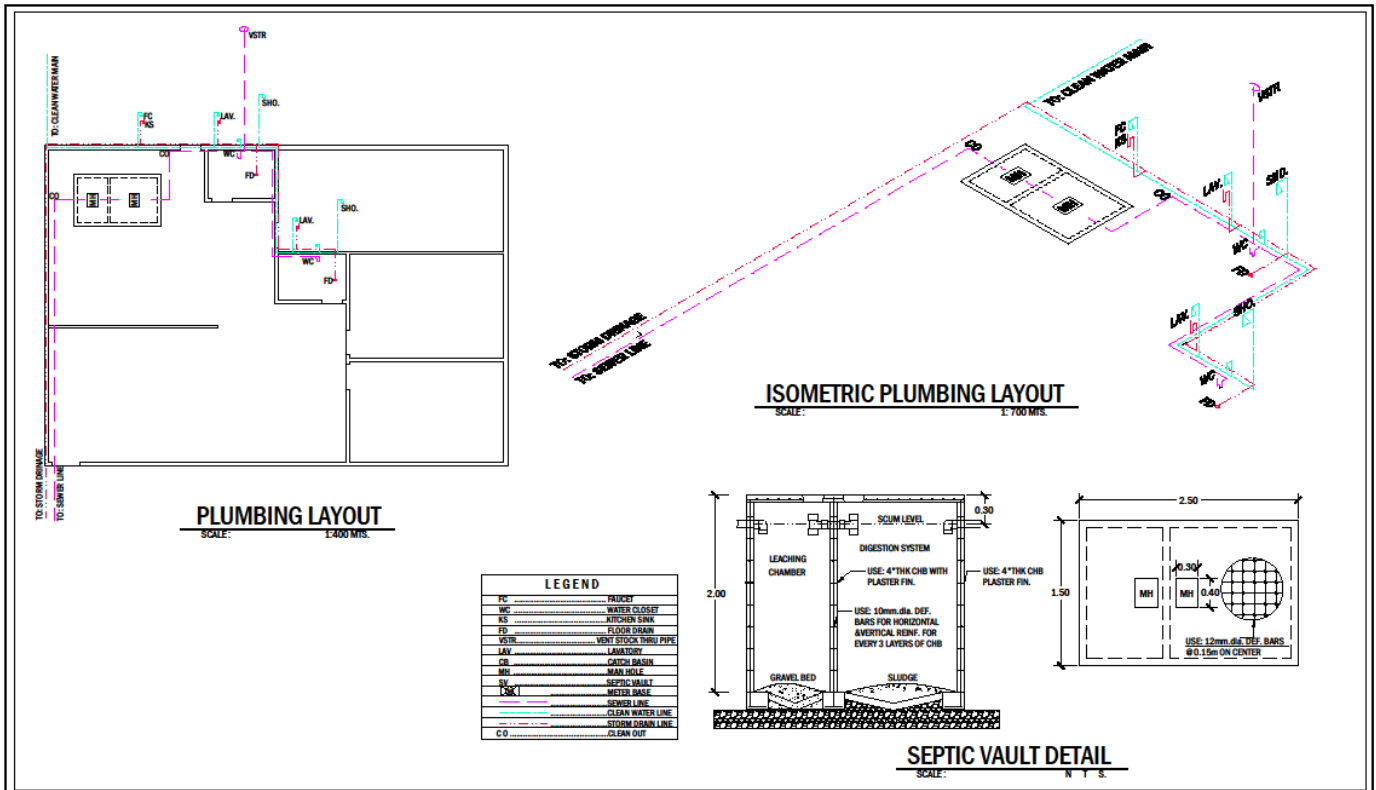 VSTR
TO: CLEAN WATER MAIN
FC
KS
LAV.
SHO.
CO
WC
FD
CO
MH
MH
LAV.
SHO.
WC
FD
TO: STORM DRINAGE
TO: SEWER LINE
PLUMBING LAYOUT
SCALE : 1:400 MTS.
TO: CLEAN WATER MAIN
VSTR
FC
KS
CO
MH
MH
CO
LAV.
SHO.
WC
FD
LAV.
SHO.
WC
FD
TO: STORM DRINAGE
TO: SEWER LINE
ISOMETRIC PLUMBING LAYOUT
SCALE : 1: 700 MTS.
LEGEND
FC ........ FAUCET
WC ........ WATER CLOSET
KS ........ KITCHEN SINK
FD ........ FLOOR DRAIN
VSTR ........ VENT STOCK THRU PIPE
LAV ........ LAVATORY
CB ........ CATCH BASIN
MH ........ MAN HOLE
SV ........ SEPTIC VAULT
........ METER BASE
........ SEWER LINE
........ CLEAN WATER LINE
........ STORM DRAIN LINE
C O ........ CLEAN OUT
0.30
SCUM LEVEL
LEACHING
CHAMBER
DIGESTION SYSTEM
USE: 4"THK CHB WITH
PLASTER FIN.
USE: 4"THK CHB
PLASTER FIN.
2.00
USE: 10mm.dia. DEF.
BARS FOR HORIZONTAL
&VERTICAL REINF. FOR
EVERY 3 LAYERS OF CHB
GRAVEL BED
SLUDGE
2.50
1.50
0.30
MH
MH
0.40
USE: 12mm.dia. DEF. BARS
@0.15m ON CENTER
SEPTIC VAULT DETAIL
SCALE : N T S.